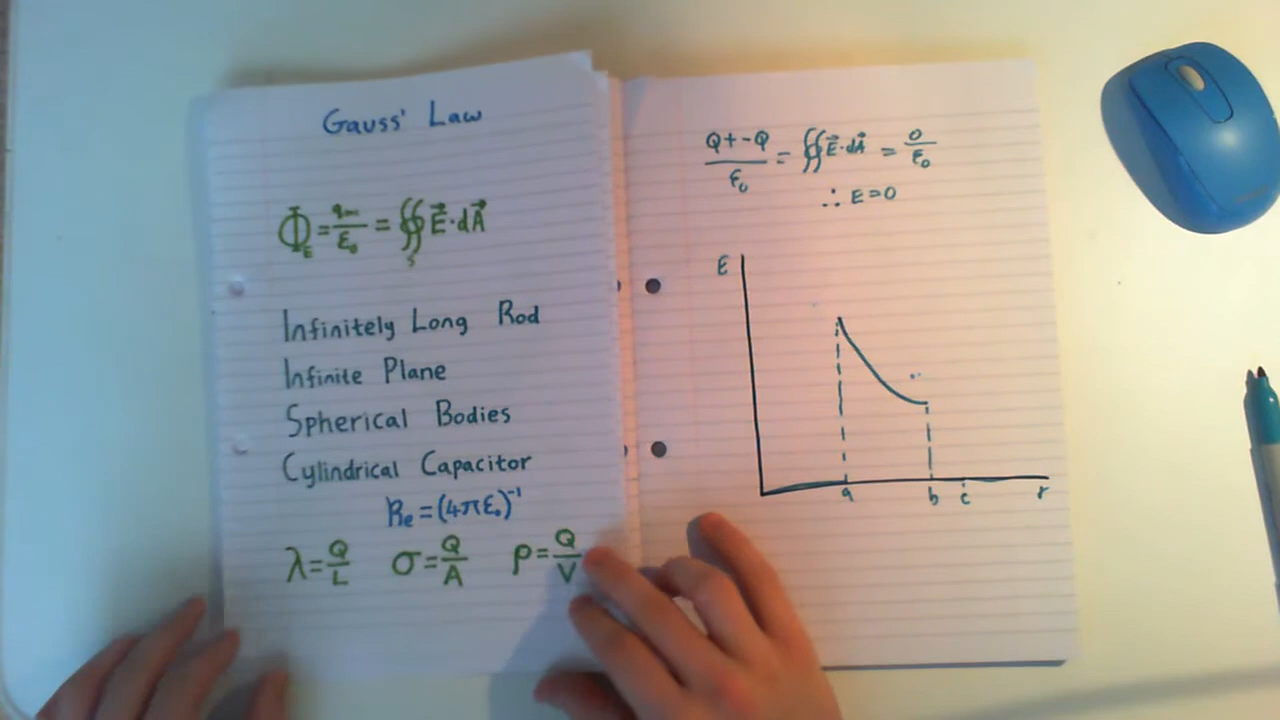 Gauss' Law
Φ_E = q_enc/ε₀ = ∯_S E⃗·dA⃗
Infinitely Long Rod
Infinite Plane
Spherical Bodies
Cylindrical Capacitor
k_e = (4πε₀)⁻¹
λ = Q/L   σ = Q/A   ρ = Q/V
(Q + -Q)/ε₀ = ∯ E⃗·dA⃗ = 0/ε₀
∴ E = 0
E
a b c r